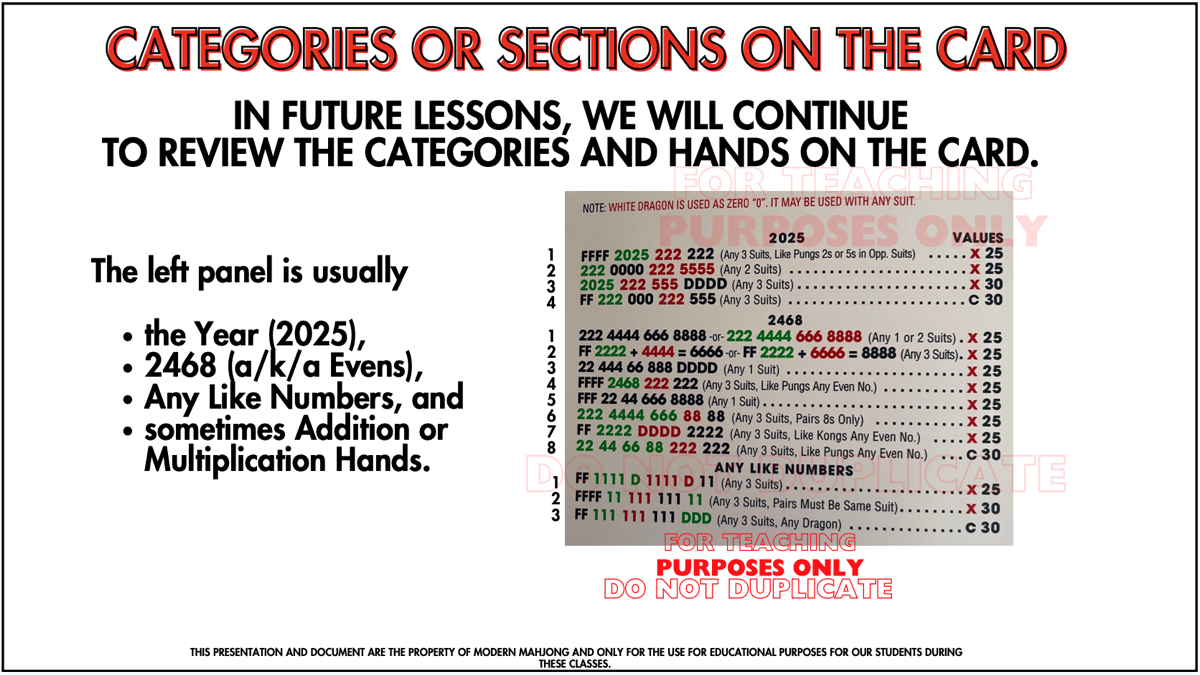 CATEGORIES OR SECTIONS ON THE CARD
IN FUTURE LESSONS, WE WILL CONTINUE
TO REVIEW THE CATEGORIES AND HANDS ON THE CARD.
FOR TEACHING
PURPOSES ONLY
DO NOT DUPLICATE
The left panel is usually
• the Year (2025),
• 2468 (a/k/a Evens),
• Any Like Numbers, and
• sometimes Addition or
Multiplication Hands.
NOTE: WHITE DRAGON IS USED AS ZERO "0". IT MAY BE USED WITH ANY SUIT.
2025 VALUES
1 FFFF 2025 222 222 (Any 3 Suits, Like Pungs 2s or 5s in Opp. Suits) ..... X 25
2 222 0000 222 5555 (Any 2 Suits) ..... X 25
3 2025 222 555 DDDD (Any 3 Suits) ..... X 30
4 FF 222 000 222 555 (Any 3 Suits) ..... C 30
2468
1 222 4444 666 8888 -or- 222 4444 666 8888 (Any 1 or 2 Suits) . X 25
2 FF 2222 + 4444 = 6666 -or- FF 2222 + 6666 = 8888 (Any 3 Suits). X 25
3 22 444 66 888 DDDD (Any 1 Suit) ..... X 25
4 FFFF 2468 222 222 (Any 3 Suits, Like Pungs Any Even No.) ..... X 25
5 FFF 22 44 666 8888 (Any 1 Suit) ..... X 25
6 222 4444 666 88 88 (Any 3 Suits, Pairs 8s Only) ..... X 25
7 FF 2222 DDDD 2222 (Any 3 Suits, Like Kongs Any Even No.) ..... X 25
8 22 44 66 88 222 222 (Any 3 Suits, Like Pungs Any Even No.) ... C 30
ANY LIKE NUMBERS
1 FF 1111 D 1111 D 11 (Any 3 Suits) ..... X 25
2 FFFF 11 111 111 11 (Any 3 Suits, Pairs Must Be Same Suit) ..... X 30
3 FF 111 111 111 DDD (Any 3 Suits, Any Dragon) ..... C 30
FOR TEACHING
PURPOSES ONLY
DO NOT DUPLICATE
THIS PRESENTATION AND DOCUMENT ARE THE PROPERTY OF MODERN MAHJONG AND ONLY FOR THE USE FOR EDUCATIONAL PURPOSES FOR OUR STUDENTS DURING
THESE CLASSES.